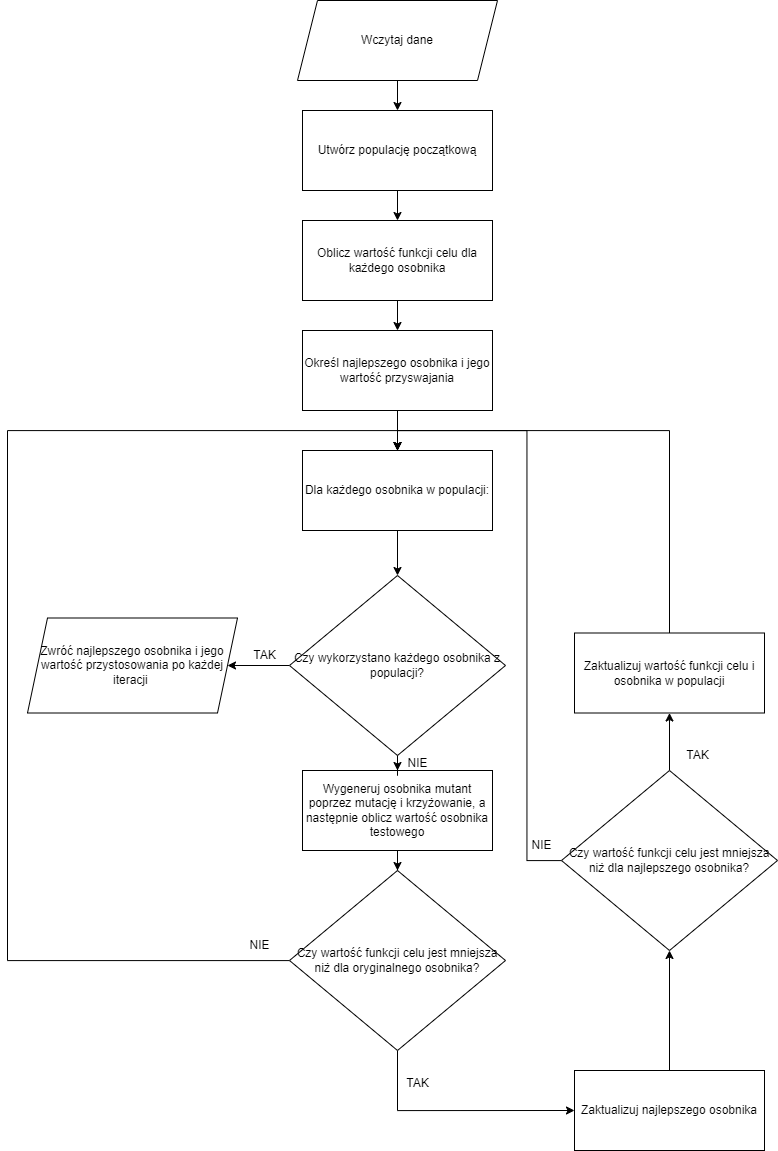 Wczytaj dane
Utwórz populację początkową
Oblicz wartość funkcji celu dla
każdego osobnika
Określ najlepszego osobnika i jego
wartość przyswajania
Dla każdego osobnika w populacji:
Czy wykorzystano każdego osobnika z
populacji?
TAK
Zwróć najlepszego osobnika i jego
wartość przystosowania po każdej
iteracji
NIE
Wygeneruj osobnika mutant
poprzez mutację i krzyżowanie, a
następnie oblicz wartość osobnika
testowego
Czy wartość funkcji celu jest mniejsza
niż dla oryginalnego osobnika?
NIE
TAK
Zaktualizuj najlepszego osobnika
Czy wartość funkcji celu jest mniejsza
niż dla najlepszego osobnika?
NIE
TAK
Zaktualizuj wartość funkcji celu i
osobnika w populacji